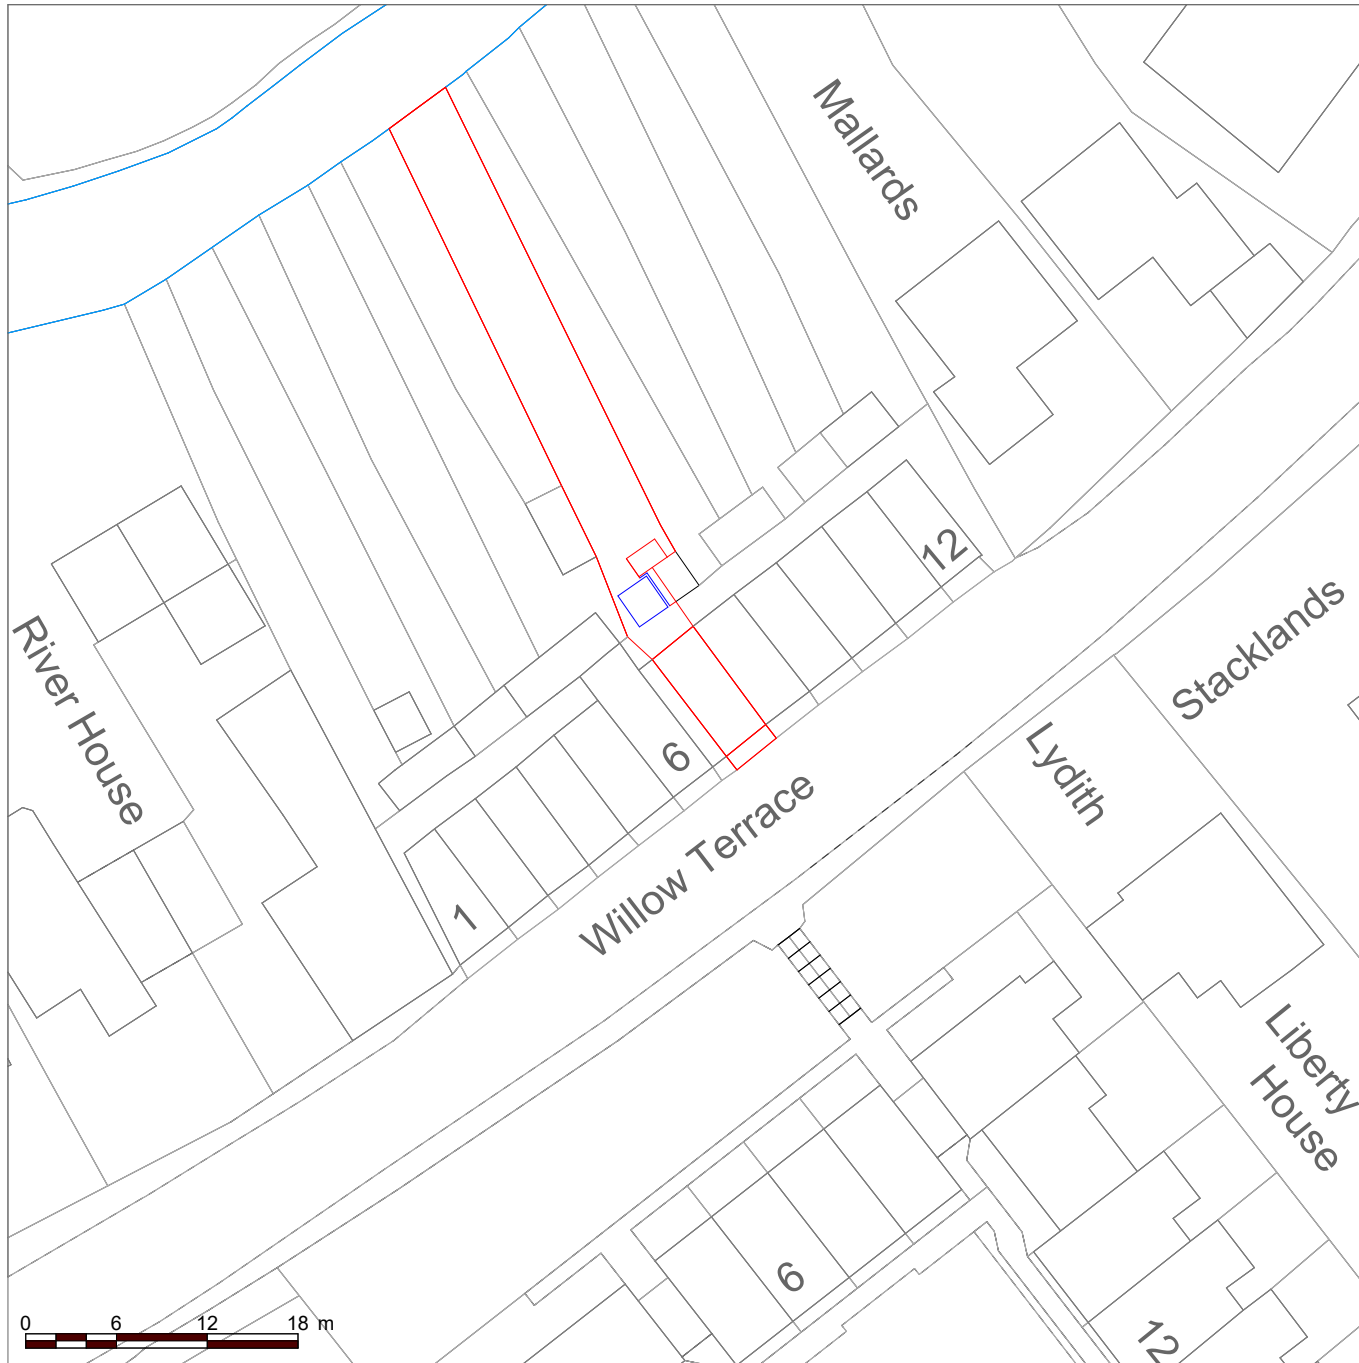 Mallards
12
River House
Stacklands
Lydith
6
Willow Terrace
1
Liberty
House
6
12
0 6 12 18 m